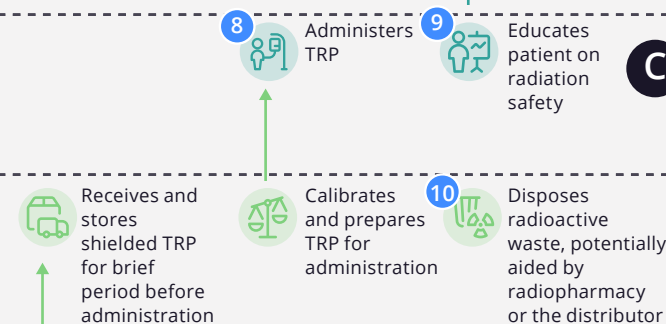 8
Administers
TRP
9
Educates
patient on
radiation
safety
C
Receives and
stores
shielded TRP
for brief
period before
administration
Calibrates
and prepares
TRP for
administration
10
Disposes
radioactive
waste, potentially
aided by
radiopharmacy
or the distributor